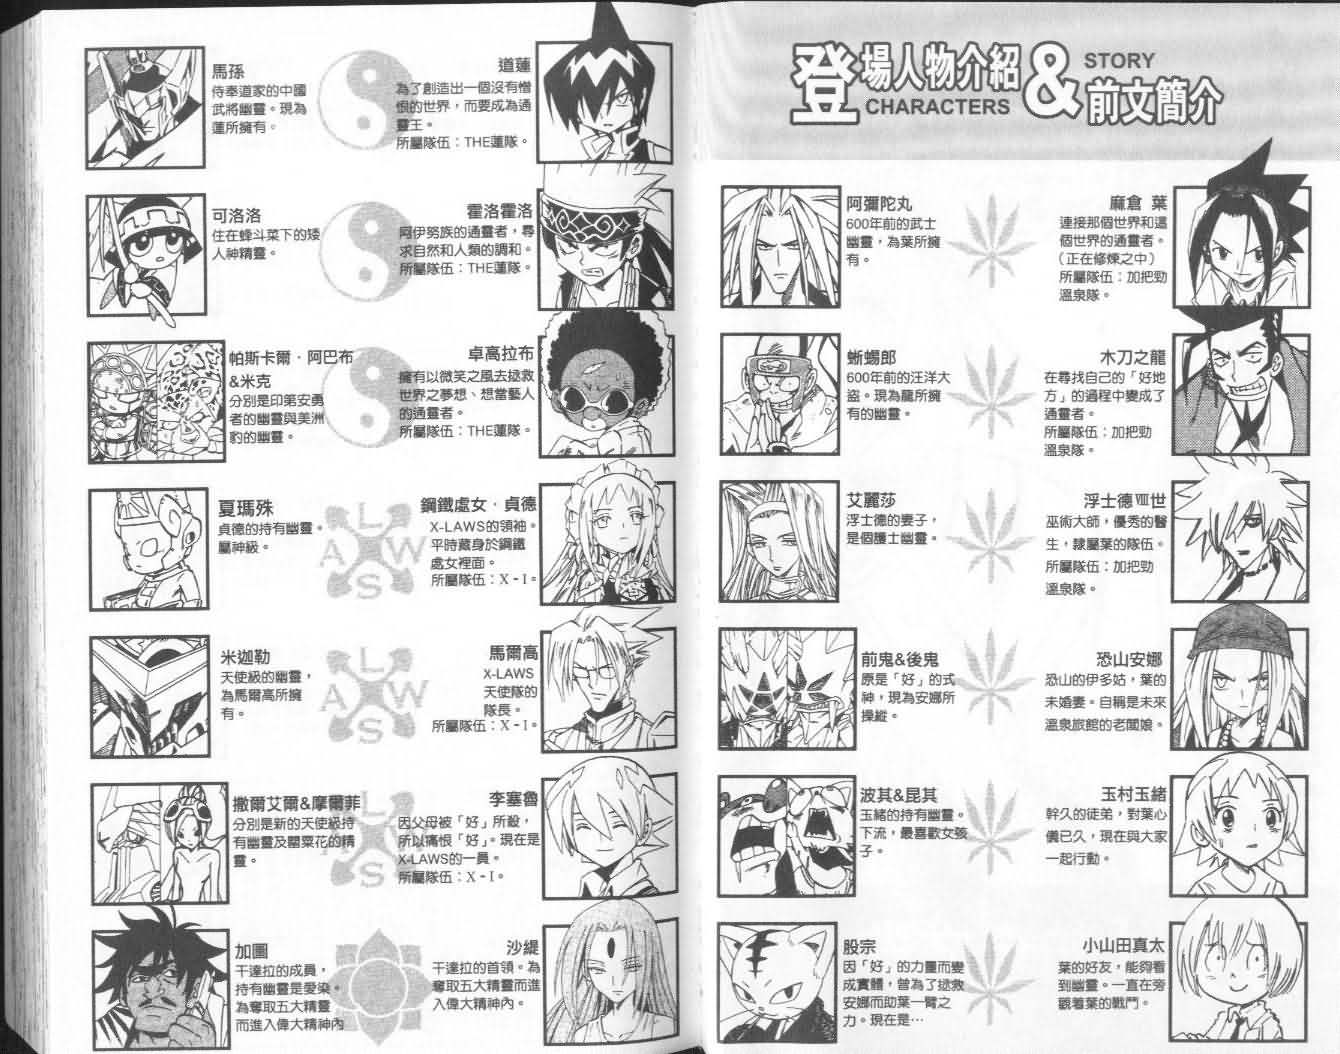 登場人物介紹
CHARACTERS
&
STORY
前文簡介
麻倉 葉
連接那個世界和這
個世界的通靈者。
(正在修煉之中)
所屬隊伍：加把勁
溫泉隊。
阿彌陀丸
600年前的武士
幽靈，為葉所擁
有。
木刀之龍
在尋找自己的「好地
方」的過程中變成了
通靈者。
所屬隊伍：加把勁
溫泉隊。
蜥蜴郎
600年前的汪洋大
盜。現為龍所擁
有的幽靈。
浮士德Ⅷ世
巫術大師，優秀的醫
生，隸屬葉的隊伍。
所屬隊伍：加把勁
溫泉隊。
艾麗莎
浮士德的妻子，
是個護士幽靈。
恐山安娜
恐山的伊多姑，葉的
未婚妻。自稱是未來
溫泉旅館的老闆娘。
前鬼&後鬼
原是「好」的式
神，現為安娜所
操縱。
玉村玉緒
幹久的徒弟，對葉心
儀已久，現在與大家
一起行動。
波其&昆其
玉緒的持有幽靈。
下流，最喜歡女孩
子。
小山田真太
葉的好友，能夠看
到幽靈。一直在旁
觀看葉的戰鬥。
股宗
因「好」的力量而變
成實體，曾為了拯救
安娜而助葉一臂之
力。現在是…
道蓮
為了創造出一個沒有憎
恨的世界，而要成為通
靈王。
所屬隊伍：THE蓮隊。
馬孫
侍奉道家的中國
武將幽靈。現為
蓮所擁有。
霍洛霍洛
阿伊努族的通靈者，尋
求自然和人類的調和。
所屬隊伍：THE蓮隊。
可洛洛
住在蜂斗菜下的矮
人神精靈。
卓高拉布
擁有以微笑之風去拯救
世界之夢想、想當藝人
的通靈者。
所屬隊伍：THE蓮隊。
帕斯卡爾．阿巴布
&米克
分別是印第安勇
者的幽靈與美洲
豹的幽靈。
鋼鐵處女．貞德
X-LAWS的領袖。
平時藏身於鋼鐵
處女裡面。
所屬隊伍：X-I。
LAWS
夏瑪殊
貞德的持有幽靈。
屬神級。
馬爾高
X-LAWS
天使隊的
隊長。
所屬隊伍：X-I。
LAWS
米迦勒
天使級的幽靈，
為馬爾高所擁
有。
李塞魯
因父母被「好」所殺，
所以痛恨「好」。現在是
X-LAWS的一員。
所屬隊伍：X-I。
LAWS
撒爾艾爾&摩爾菲
分別是新的天使級持
有幽靈及罌粟花的精
靈。
沙緹
干達拉的首領。為
奪取五大精靈而進
入偉大精神內。
加圖
干達拉的成員，
持有幽靈是愛染。
為奪取五大精靈
而進入偉大精神內